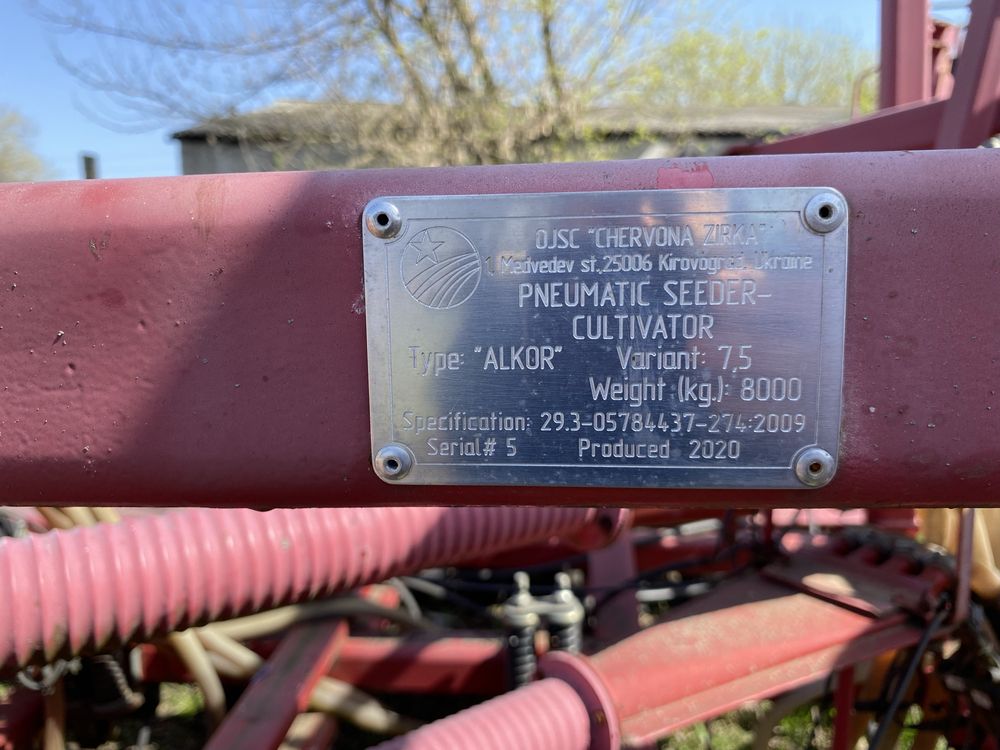 OJSC "CHERVONA ZIRKA"
1, Medvedev st.,25006 Kirovograd, Ukraine
PNEUMATIC SEEDER-
CULTIVATOR
Type: "ALKOR" Variant: 7,5
Weight (kg.): 8000
Specification: 29.3-05784437-274:2009
Serial# 5 Produced 2020